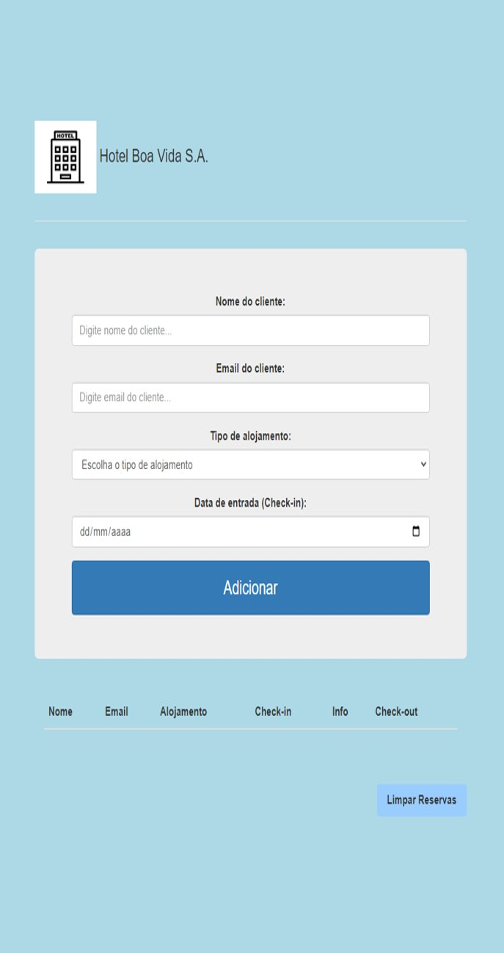 HOTEL
Hotel Boa Vida S.A.
Nome do cliente:
Digite nome do cliente...
Email do cliente:
Digite email do cliente...
Tipo de alojamento:
Escolha o tipo de alojamento
Data de entrada (Check-in):
dd/mm/aaaa
Adicionar
Nome Email Alojamento Check-in Info Check-out
Limpar Reservas